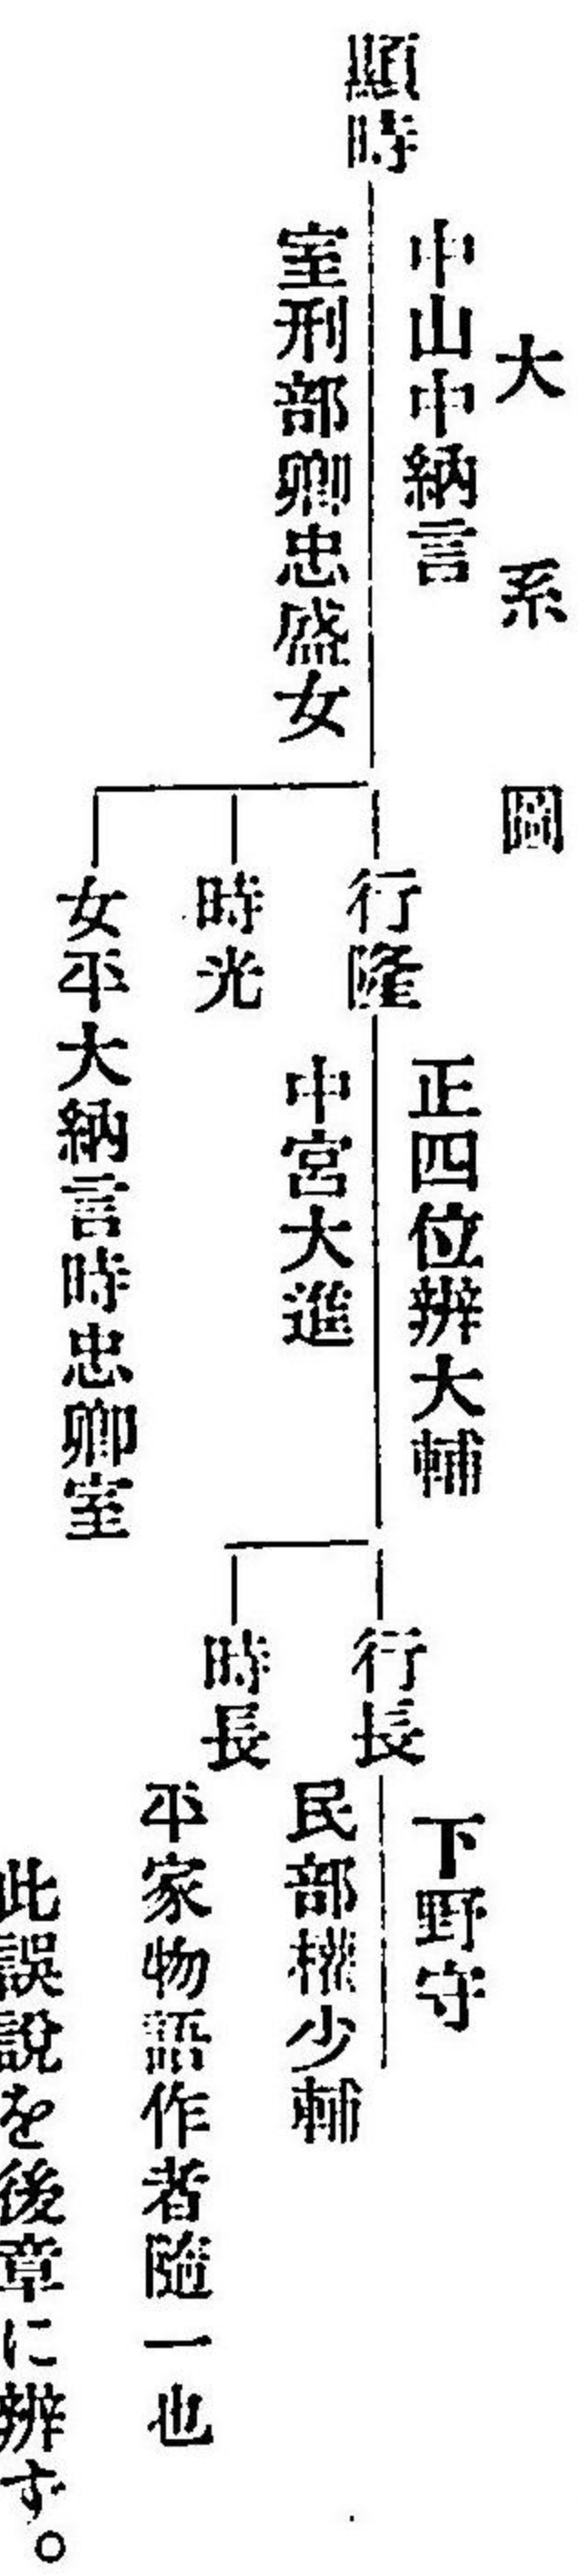 大系圖
顯時
中山中納言
室刑部卿忠盛女
行隆
正四位辨大輔
中宮大進
時光
女平大納言時忠卿室
行長
下野守
民部權少輔
時長
平家物語作者隨一也
此誤說を後章に辨ず。